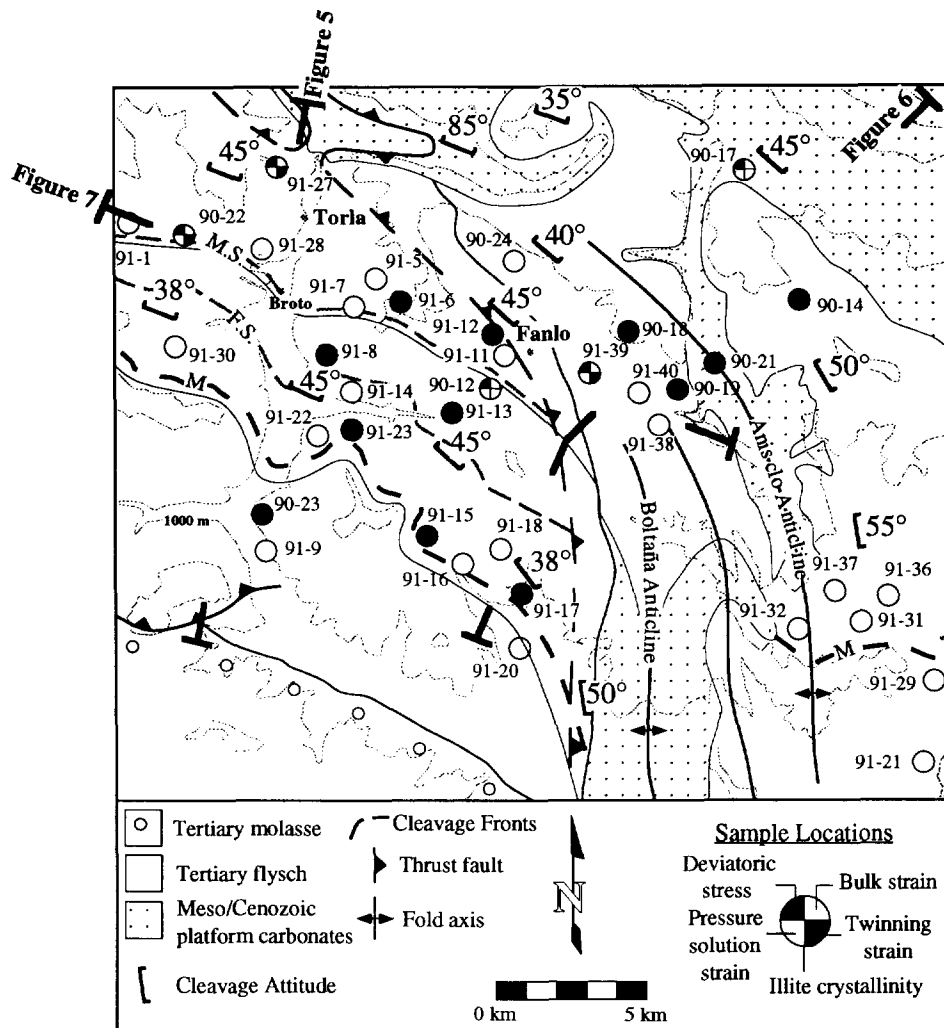 Figure 5
Figure 6
Figure 7
35°
85°
45°
90-17
45°
91-27
Torla
90-22
91-28
M.S.
91-1
90-24
40°
91-5
91-7
91-6
Broto
45°
38°
F.S.
91-12
Fanlo
90-18
90-14
91-8
91-11
91-39
90-21
50°
91-30
M
45°
91-14
90-12
91-40
90-19
91-13
91-22
91-23
45°
91-38
Anisclo Anticline
90-23
1000 m
91-15
91-18
Boltaña Anticline
55°
91-9
91-16
38°
91-37
91-36
91-17
91-32
91-31
91-20
M
50°
91-29
91-21
Tertiary molasse
Tertiary flysch
Meso/Cenozoic
platform carbonates
Cleavage Attitude
Cleavage Fronts
Thrust fault
Fold axis
N
0 km
5 km
Sample Locations
Deviatoric
stress
Bulk strain
Pressure
solution
strain
Twinning
strain
Illite crystallinity